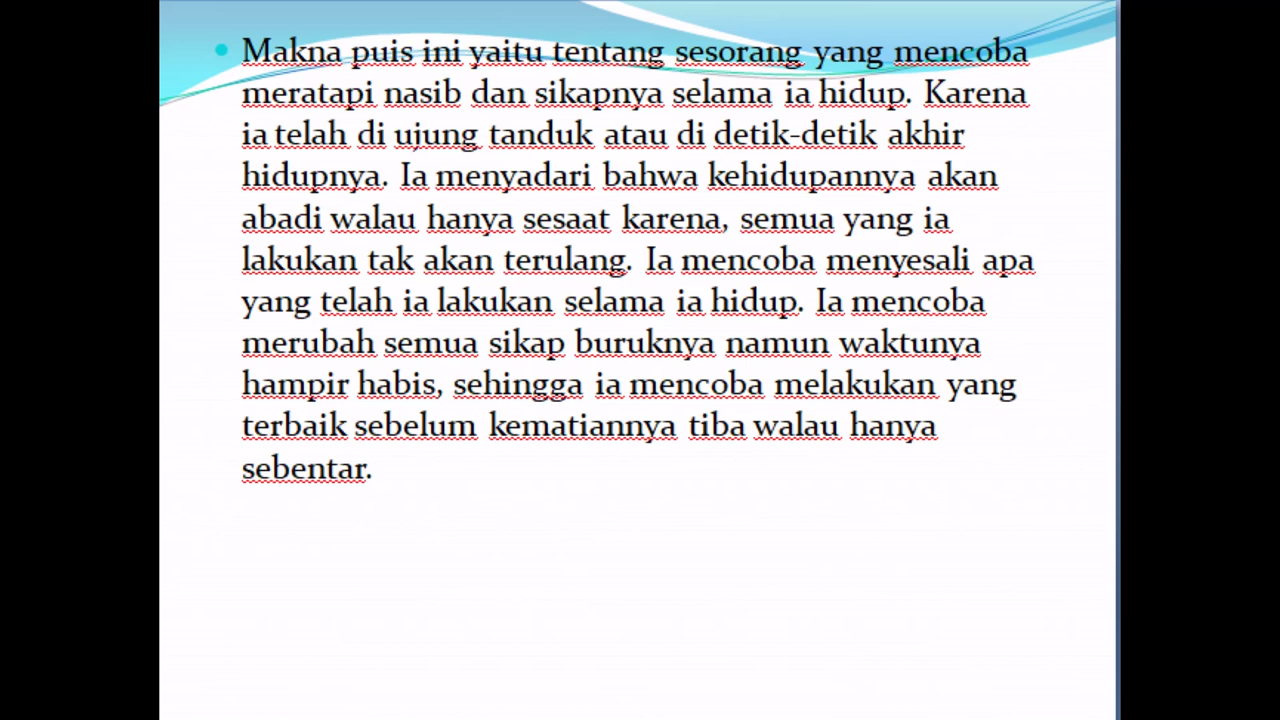 Makna puis ini yaitu tentang sesorang yang mencoba
meratapi nasib dan sikapnya selama ia hidup. Karena
ia telah di ujung tanduk atau di detik-detik akhir
hidupnya. Ia menyadari bahwa kehidupannya akan
abadi walau hanya sesaat karena, semua yang ia
lakukan tak akan terulang. Ia mencoba menyesali apa
yang telah ia lakukan selama ia hidup. Ia mencoba
merubah semua sikap buruknya namun waktunya
hampir habis, sehingga ia mencoba melakukan yang
terbaik sebelum kematiannya tiba walau hanya
sebentar.